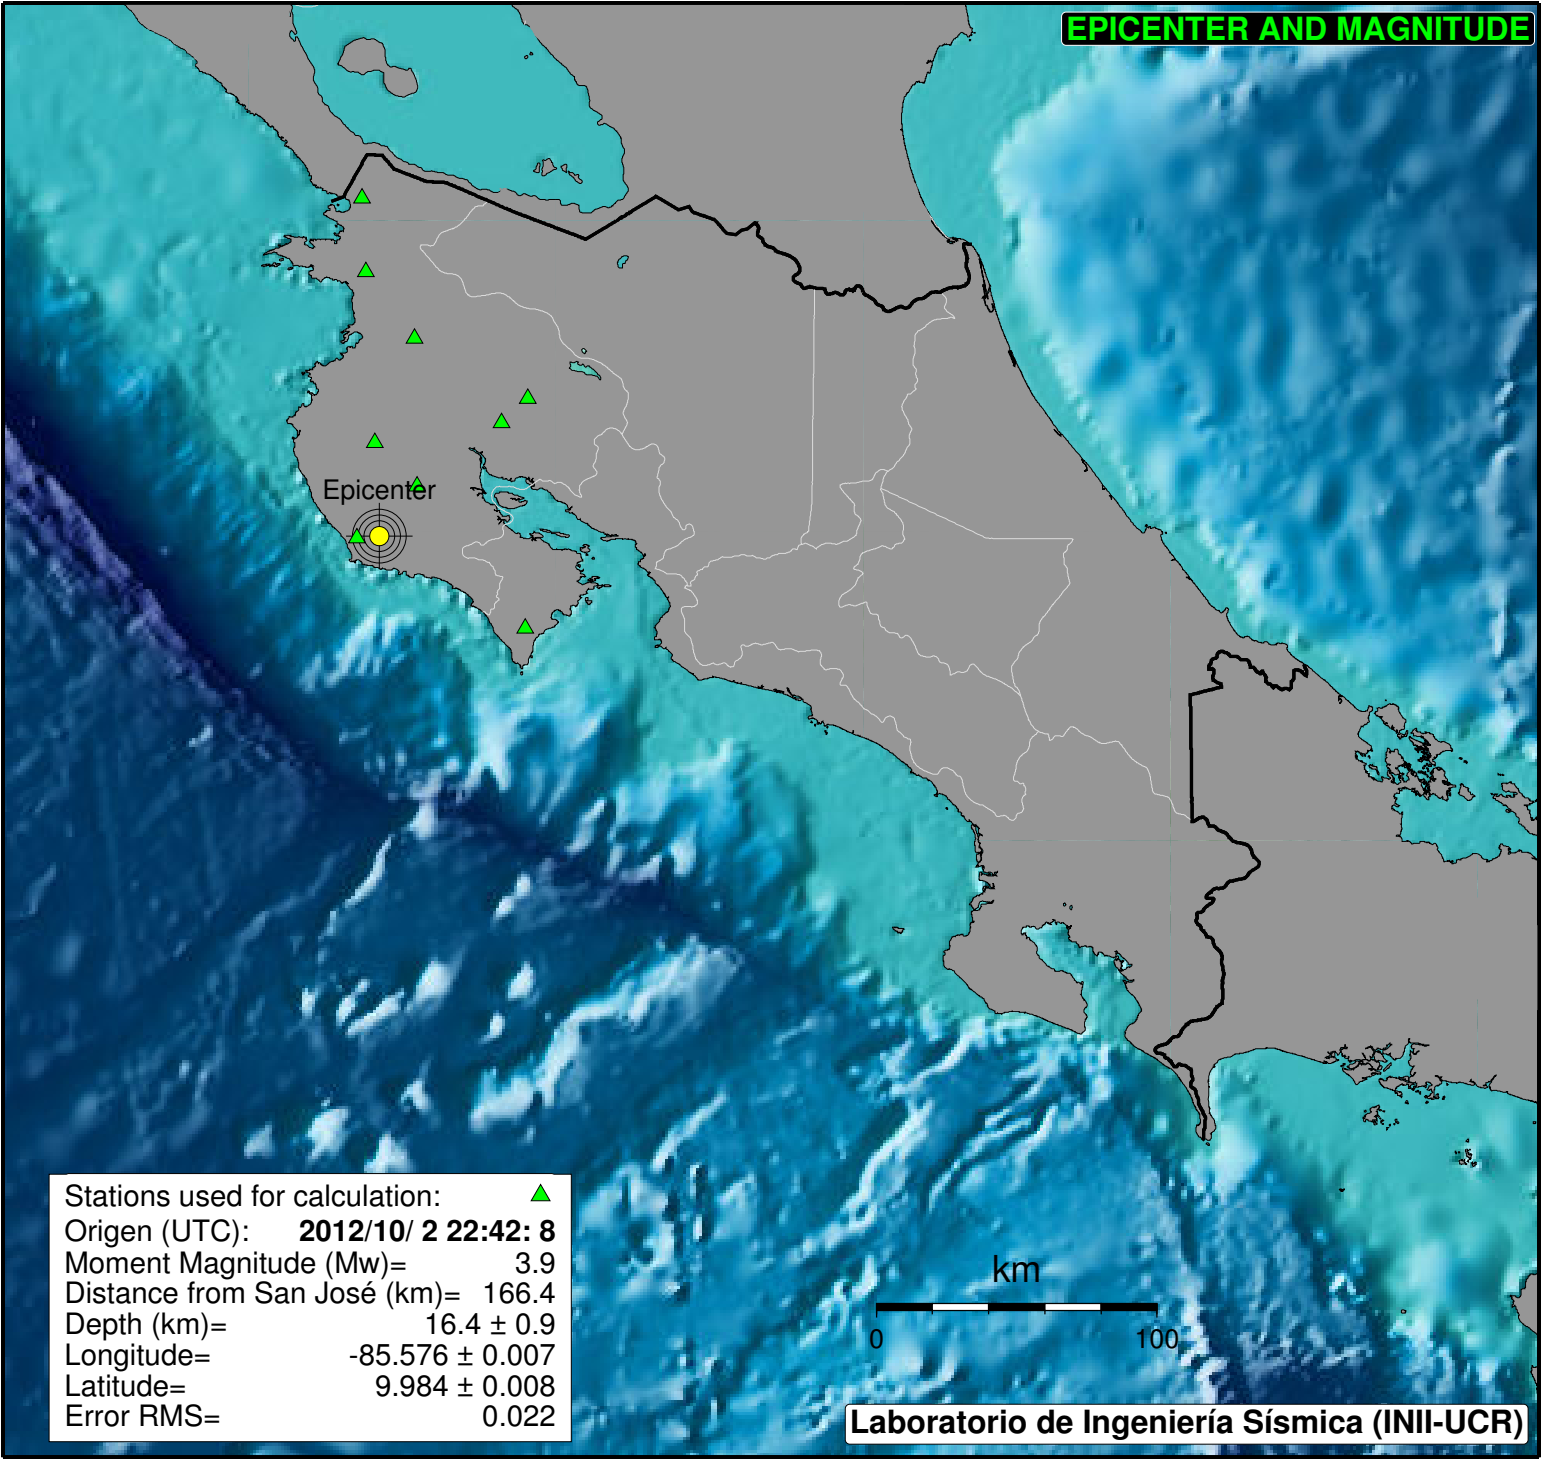 EPICENTER AND MAGNITUDE
Epicenter
Stations used for calculation:
Origen (UTC): 2012/10/ 2 22:42: 8
Moment Magnitude (Mw)= 3.9
Distance from San José (km)= 166.4
Depth (km)= 16.4 ± 0.9
Longitude= -85.576 ± 0.007
Latitude= 9.984 ± 0.008
Error RMS= 0.022
km
0 100
Laboratorio de Ingeniería Sísmica (INII-UCR)